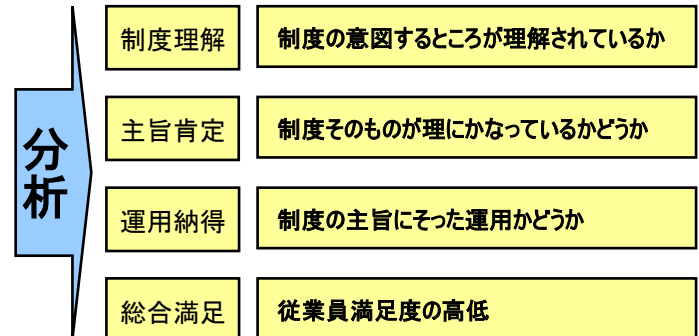 分析
制度理解
制度の意図するところが理解されているか
主旨肯定
制度そのものが理にかなっているかどうか
運用納得
制度の主旨にそった運用かどうか
総合満足
従業員満足度の高低